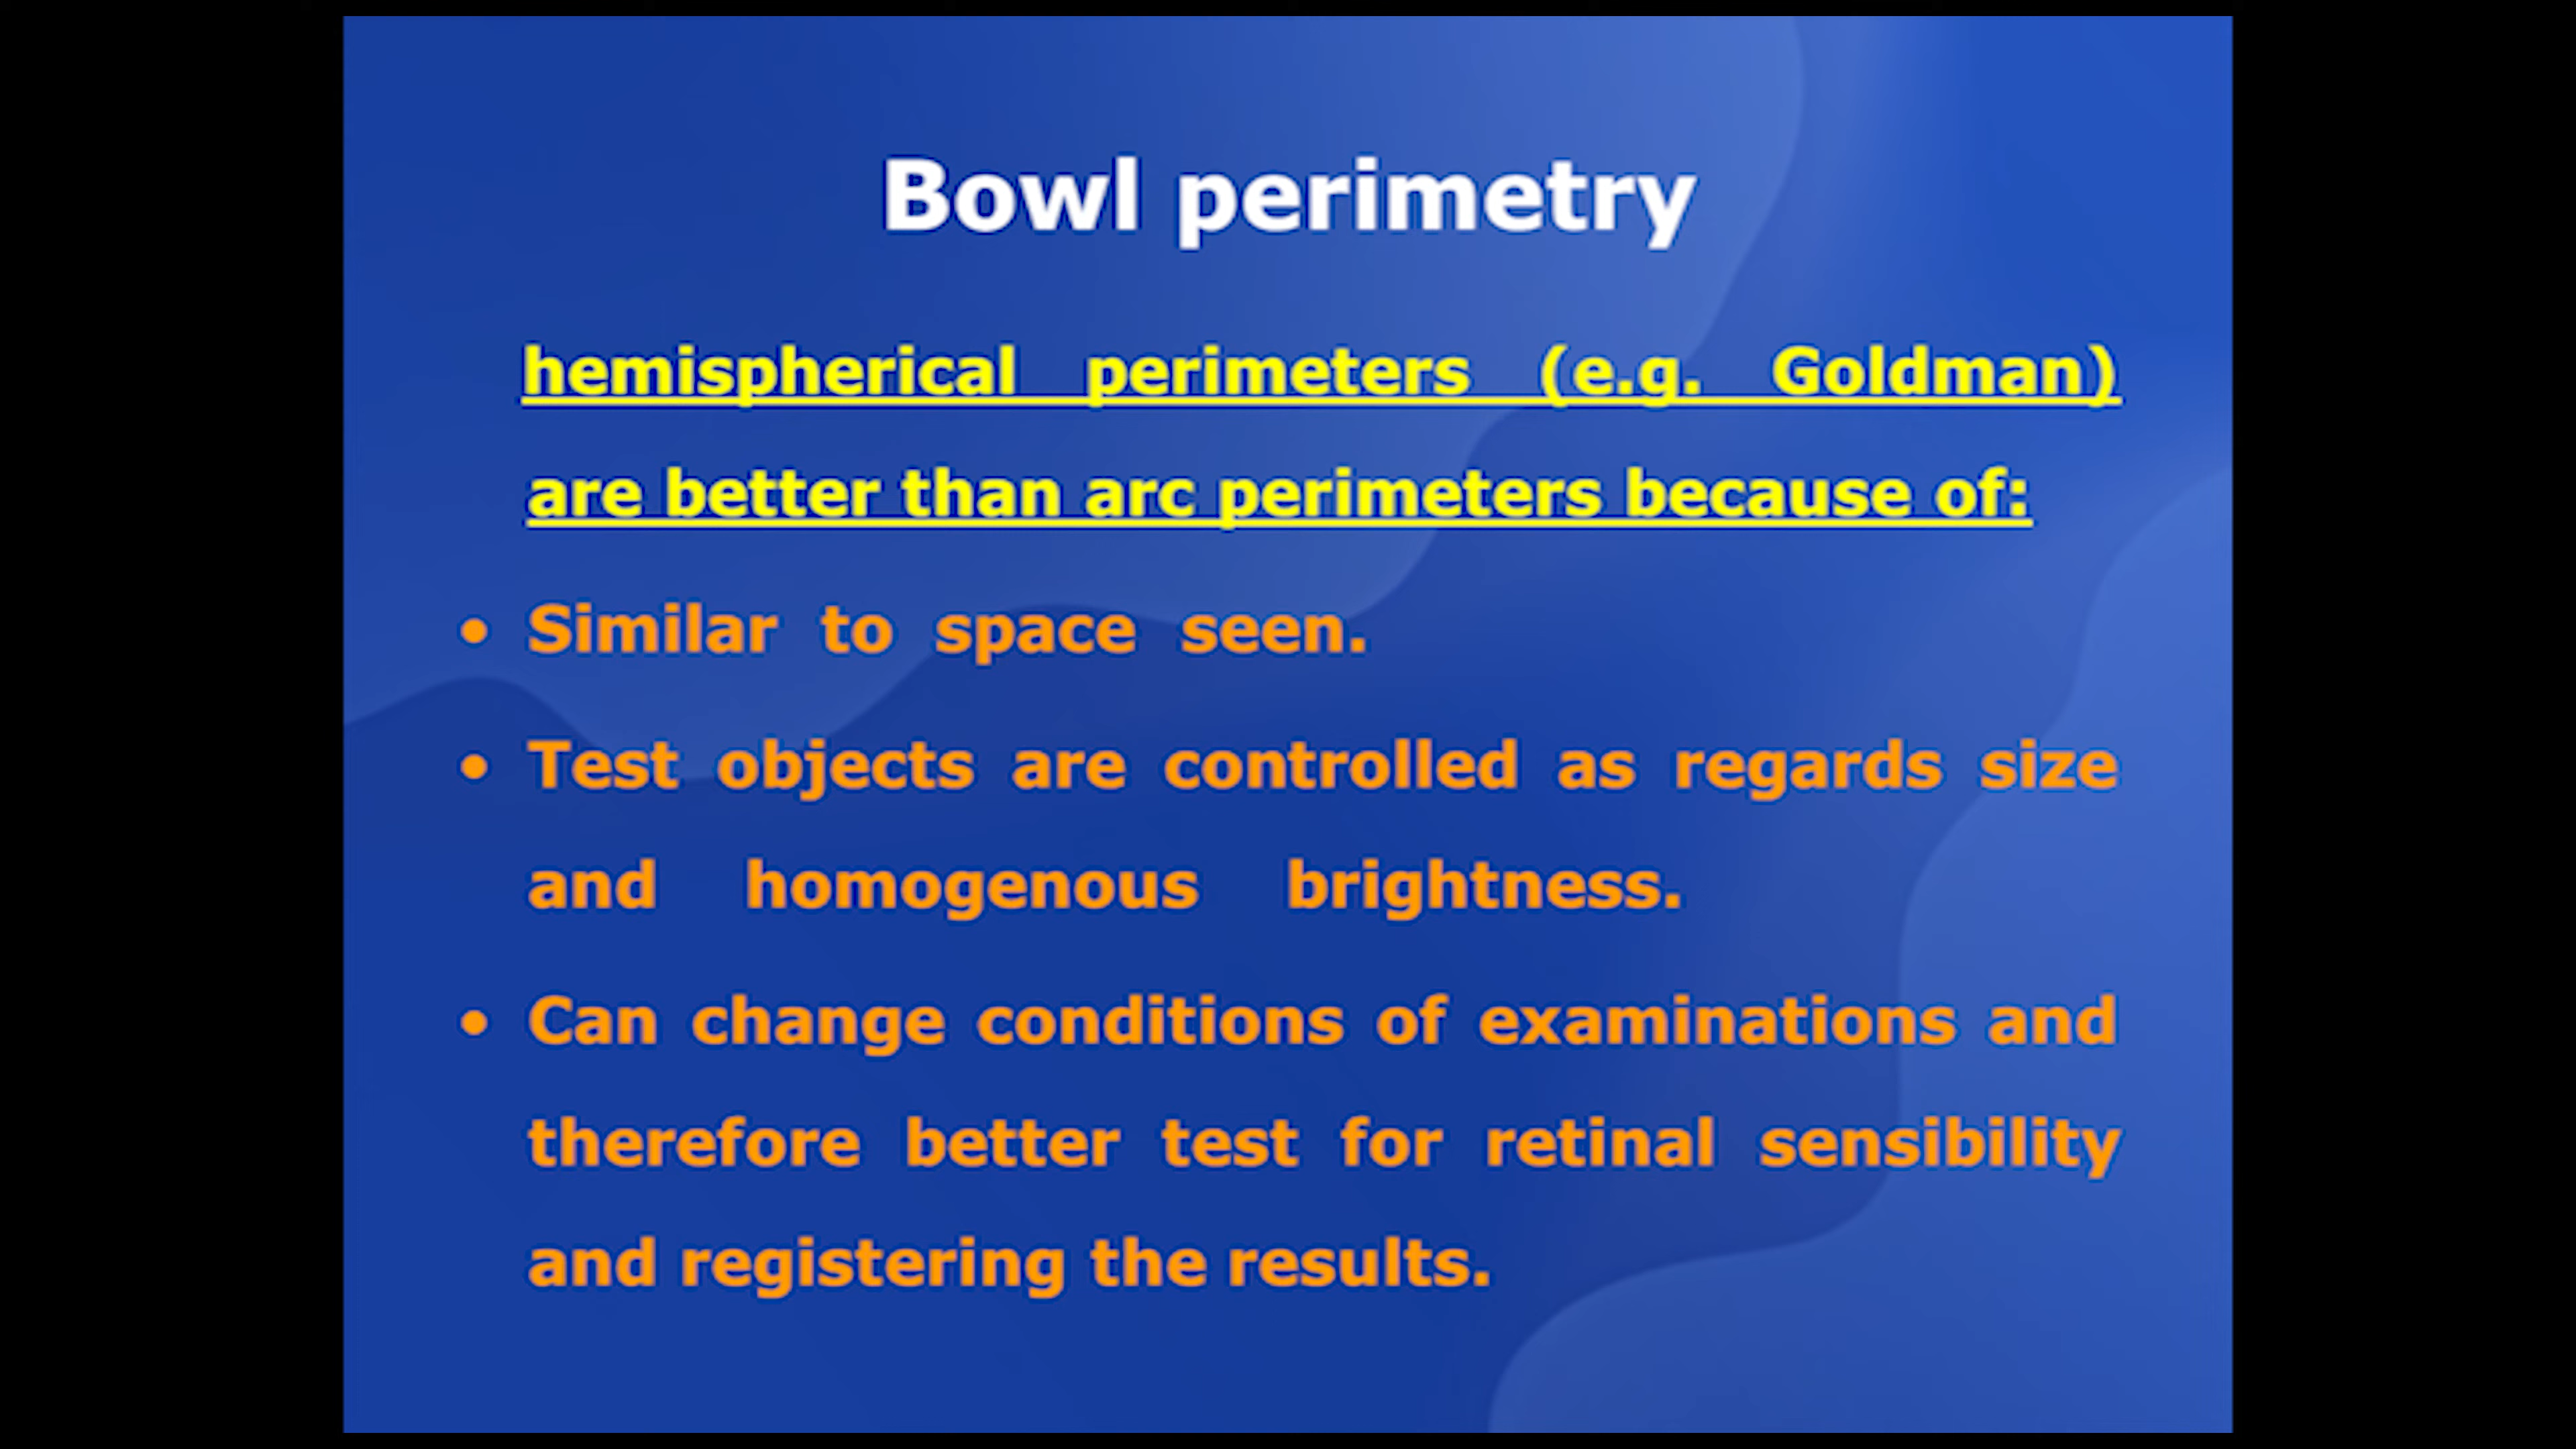 Bowl perimetry
hemispherical perimeters (e.g. Goldman)
are better than arc perimeters because of:
• Similar to space seen.
• Test objects are controlled as regards size
and homogenous brightness.
• Can change conditions of examinations and
therefore better test for retinal sensibility
and registering the results.